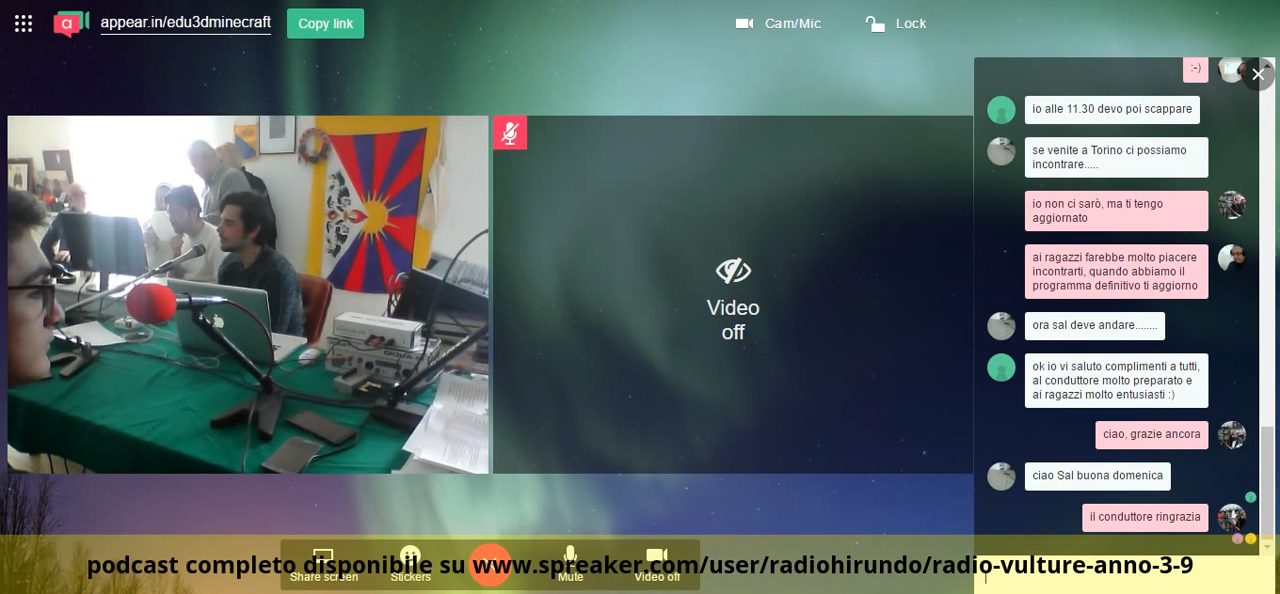 appear.in/edu3dminecraft
Copy link
Cam/Mic
Lock
:-)
io alle 11.30 devo poi scappare
se venite a Torino ci possiamo
incontrare.....
io non ci sarò, ma ti tengo
aggiornato
ai ragazzi farebbe molto piacere
incontrarti, quando abbiamo il
programma definitivo ti aggiorno
ora sal deve andare........
ok io vi saluto complimenti a tutti,
al conduttore molto preparato e
ai ragazzi molto entusiasti :)
ciao, grazie ancora
ciao Sal buona domenica
il conduttore ringrazia
Video
off
Share screen
Stickers
Mute
Video off
podcast completo disponibile su www.spreaker.com/user/radiohirundo/radio-vulture-anno-3-9